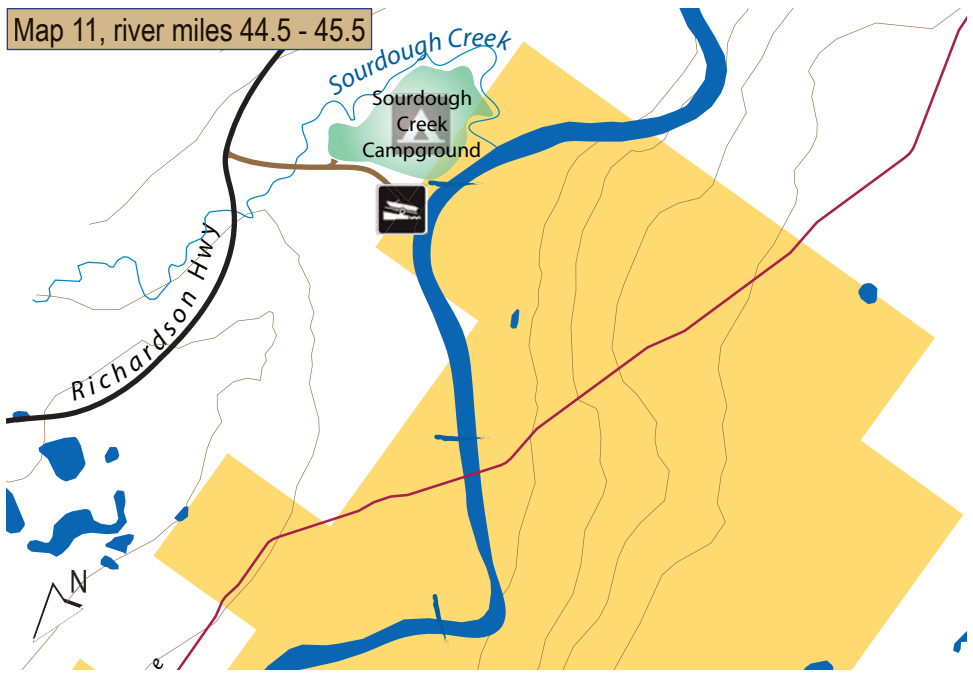 Map 11, river miles 44.5 - 45.5
Sourdough Creek
Sourdough
Creek
Campground
Richardson Hwy
N
e